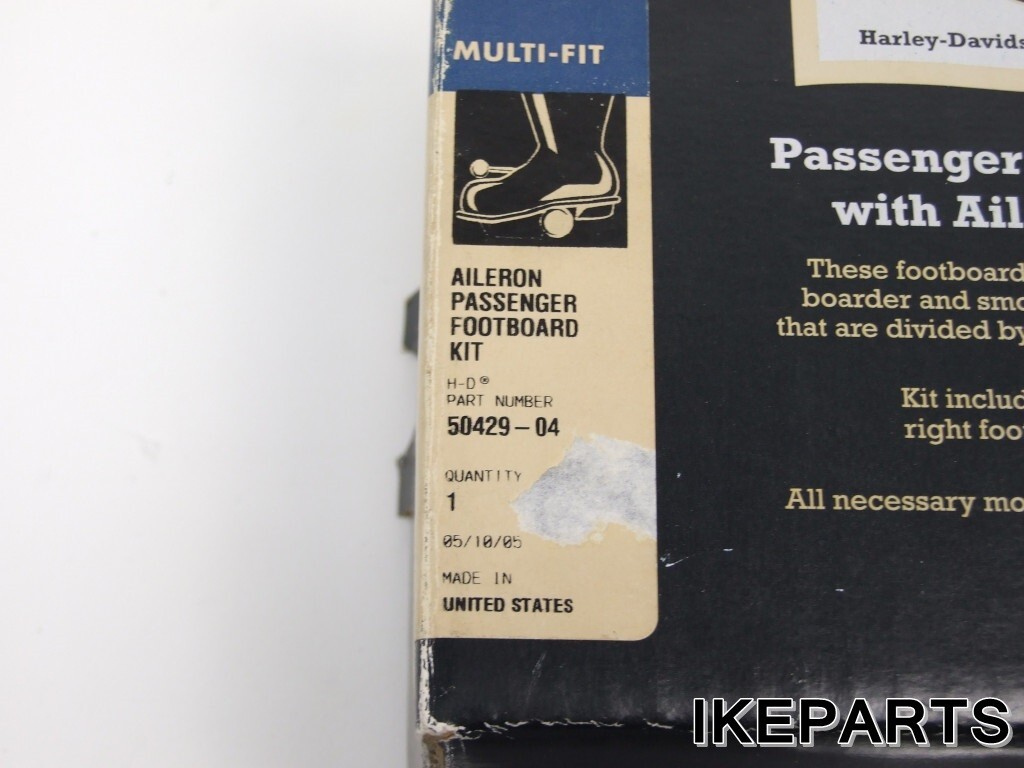 MULTI-FIT
AILERON
PASSENGER
FOOTBOARD
KIT
H-D®
PART NUMBER
50429-04
QUANTITY
1
05/10/05
MADE IN
UNITED STATES
Harley-Davids
Passenger
with Ail
These footboard
boarder and smo
that are divided by
Kit includ
right foo
All necessary mo
IKEPARTS